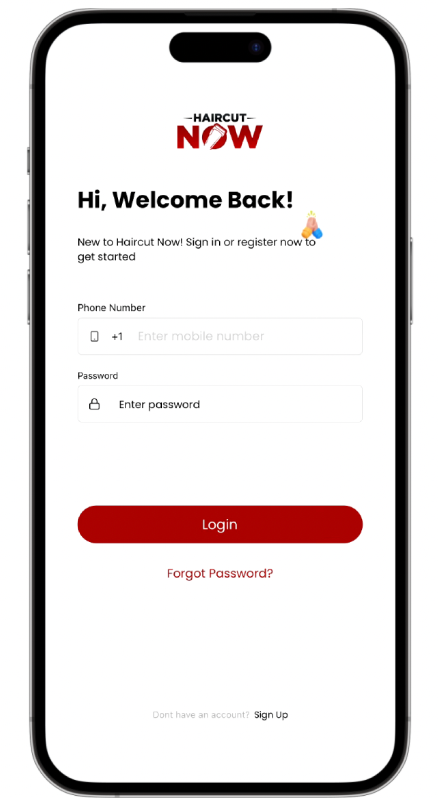 HAIRCUT
NOW
Hi, Welcome Back!
New to Haircut Now! Sign in or register now to
get started
Phone Number
+1 Enter mobile number
Password
Enter password
Login
Forgot Password?
Dont have an account? Sign Up